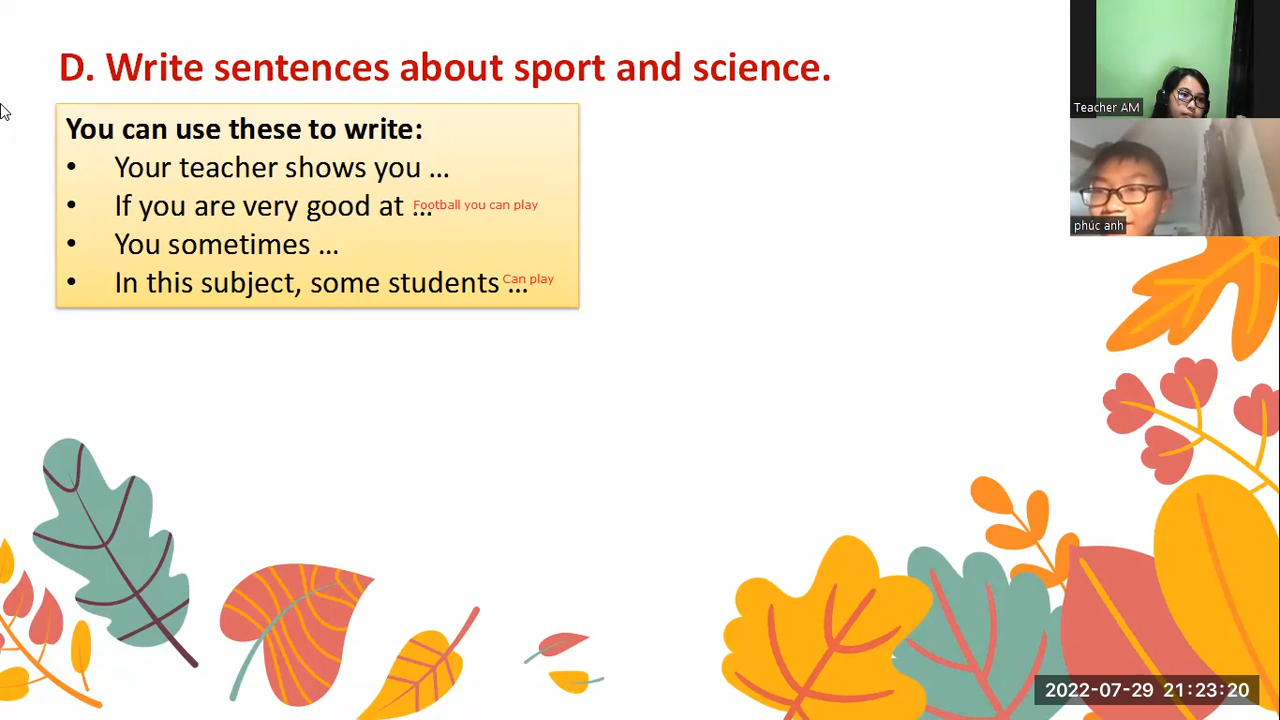 D. Write sentences about sport and science.
You can use these to write:
• Your teacher shows you ...
• If you are very good at ... Football you can play
• You sometimes ...
• In this subject, some students ... Can play
Teacher AM
phúc anh
2022-07-29 21:23:20